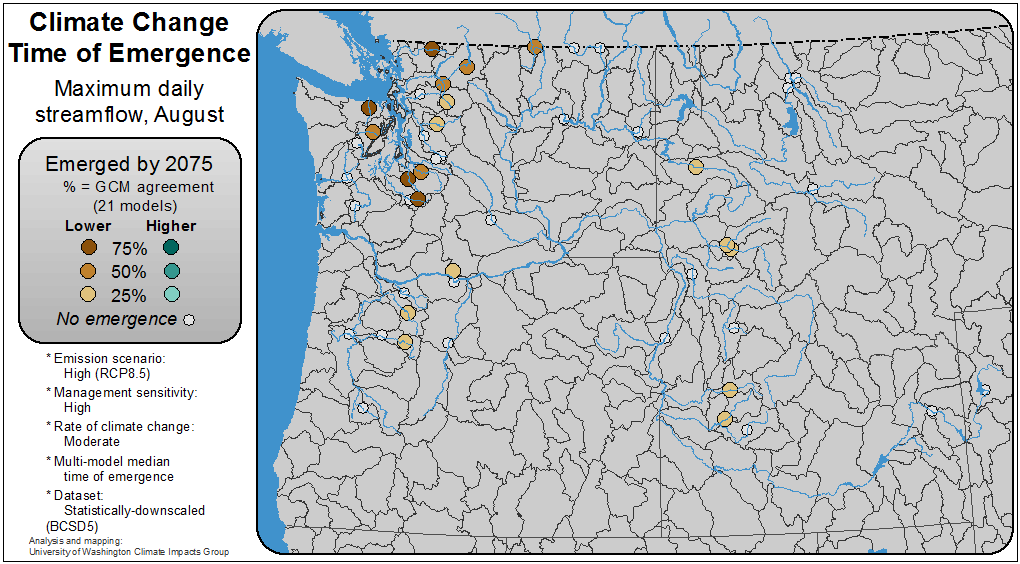 Climate Change
Time of Emergence
Maximum daily
streamflow, August
Emerged by 2075
% = GCM agreement
(21 models)
Lower Higher
75%
50%
25%
No emergence
* Emission scenario:
High (RCP8.5)
* Management sensitivity:
High
* Rate of climate change:
Moderate
* Multi-model median
time of emergence
* Dataset:
Statistically-downscaled
(BCSD5)
Analysis and mapping:
University of Washington Climate Impacts Group